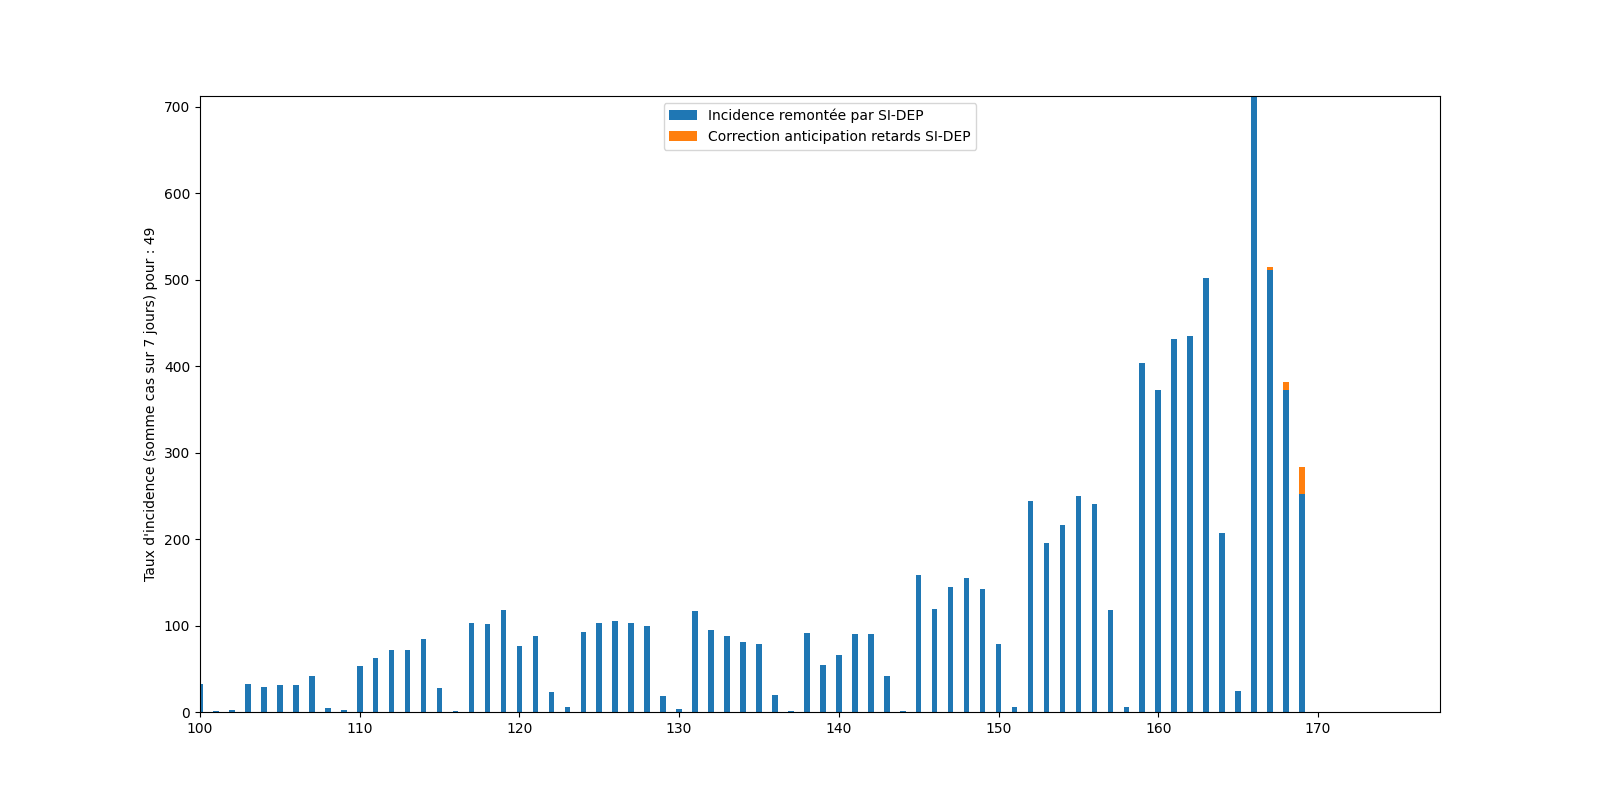 Incidence remontée par SI-DEP
Correction anticipation retards SI-DEP
Taux d'incidence (somme cas sur 7 jours) pour : 49
700
600
500
400
300
200
100
0
100 110 120 130 140 150 160 170